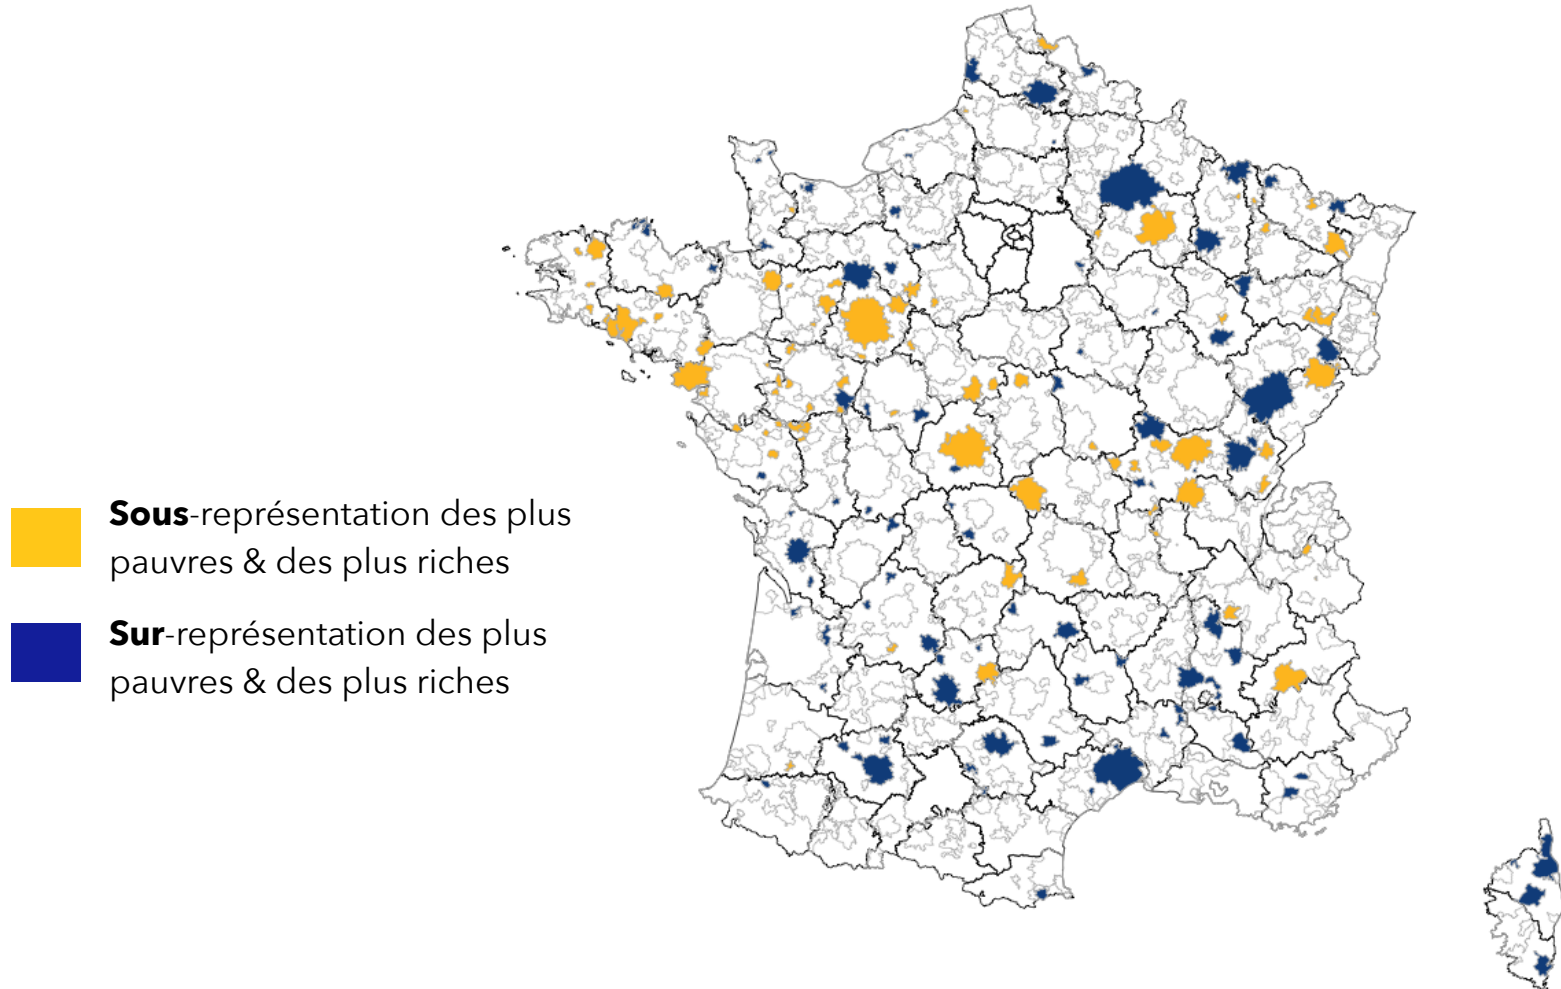 Sous-représentation des plus
pauvres & des plus riches
Sur-représentation des plus
pauvres & des plus riches